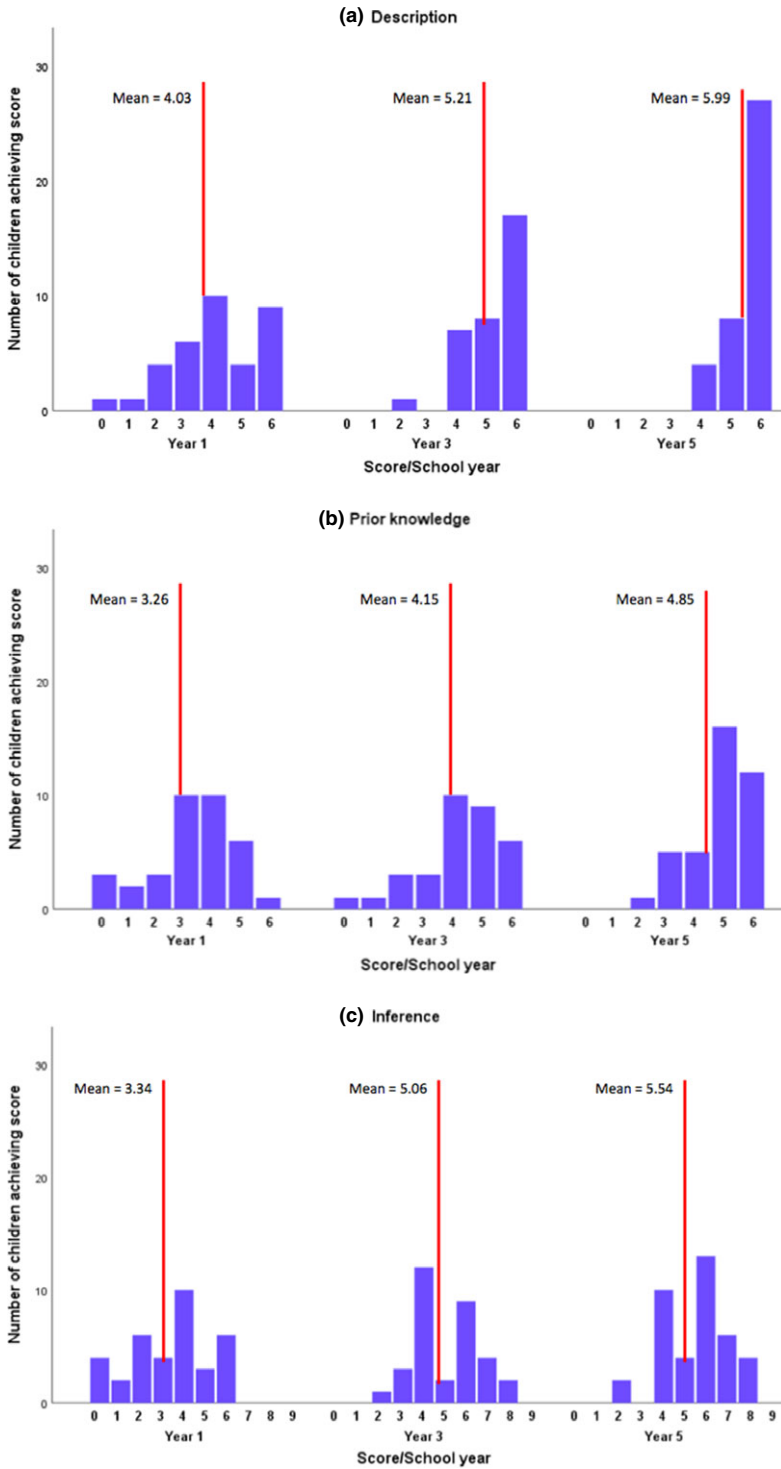 (a) Description
Number of children achieving score
30
20
10
0
Mean = 4.03
Mean = 5.21
Mean = 5.99
0 1 2 3 4 5 6 0 1 2 3 4 5 6 0 1 2 3 4 5 6
Year 1 Year 3 Year 5
Score/School year
(b) Prior knowledge
Number of children achieving score
30
20
10
0
Mean = 3.26
Mean = 4.15
Mean = 4.85
0 1 2 3 4 5 6 0 1 2 3 4 5 6 0 1 2 3 4 5 6
Year 1 Year 3 Year 5
Score/School year
(c) Inference
Number of children achieving score
30
20
10
0
Mean = 3.34
Mean = 5.06
Mean = 5.54
0 1 2 3 4 5 6 7 8 9 0 1 2 3 4 5 6 7 8 9 0 1 2 3 4 5 6 7 8 9
Year 1 Year 3 Year 5
Score/School year